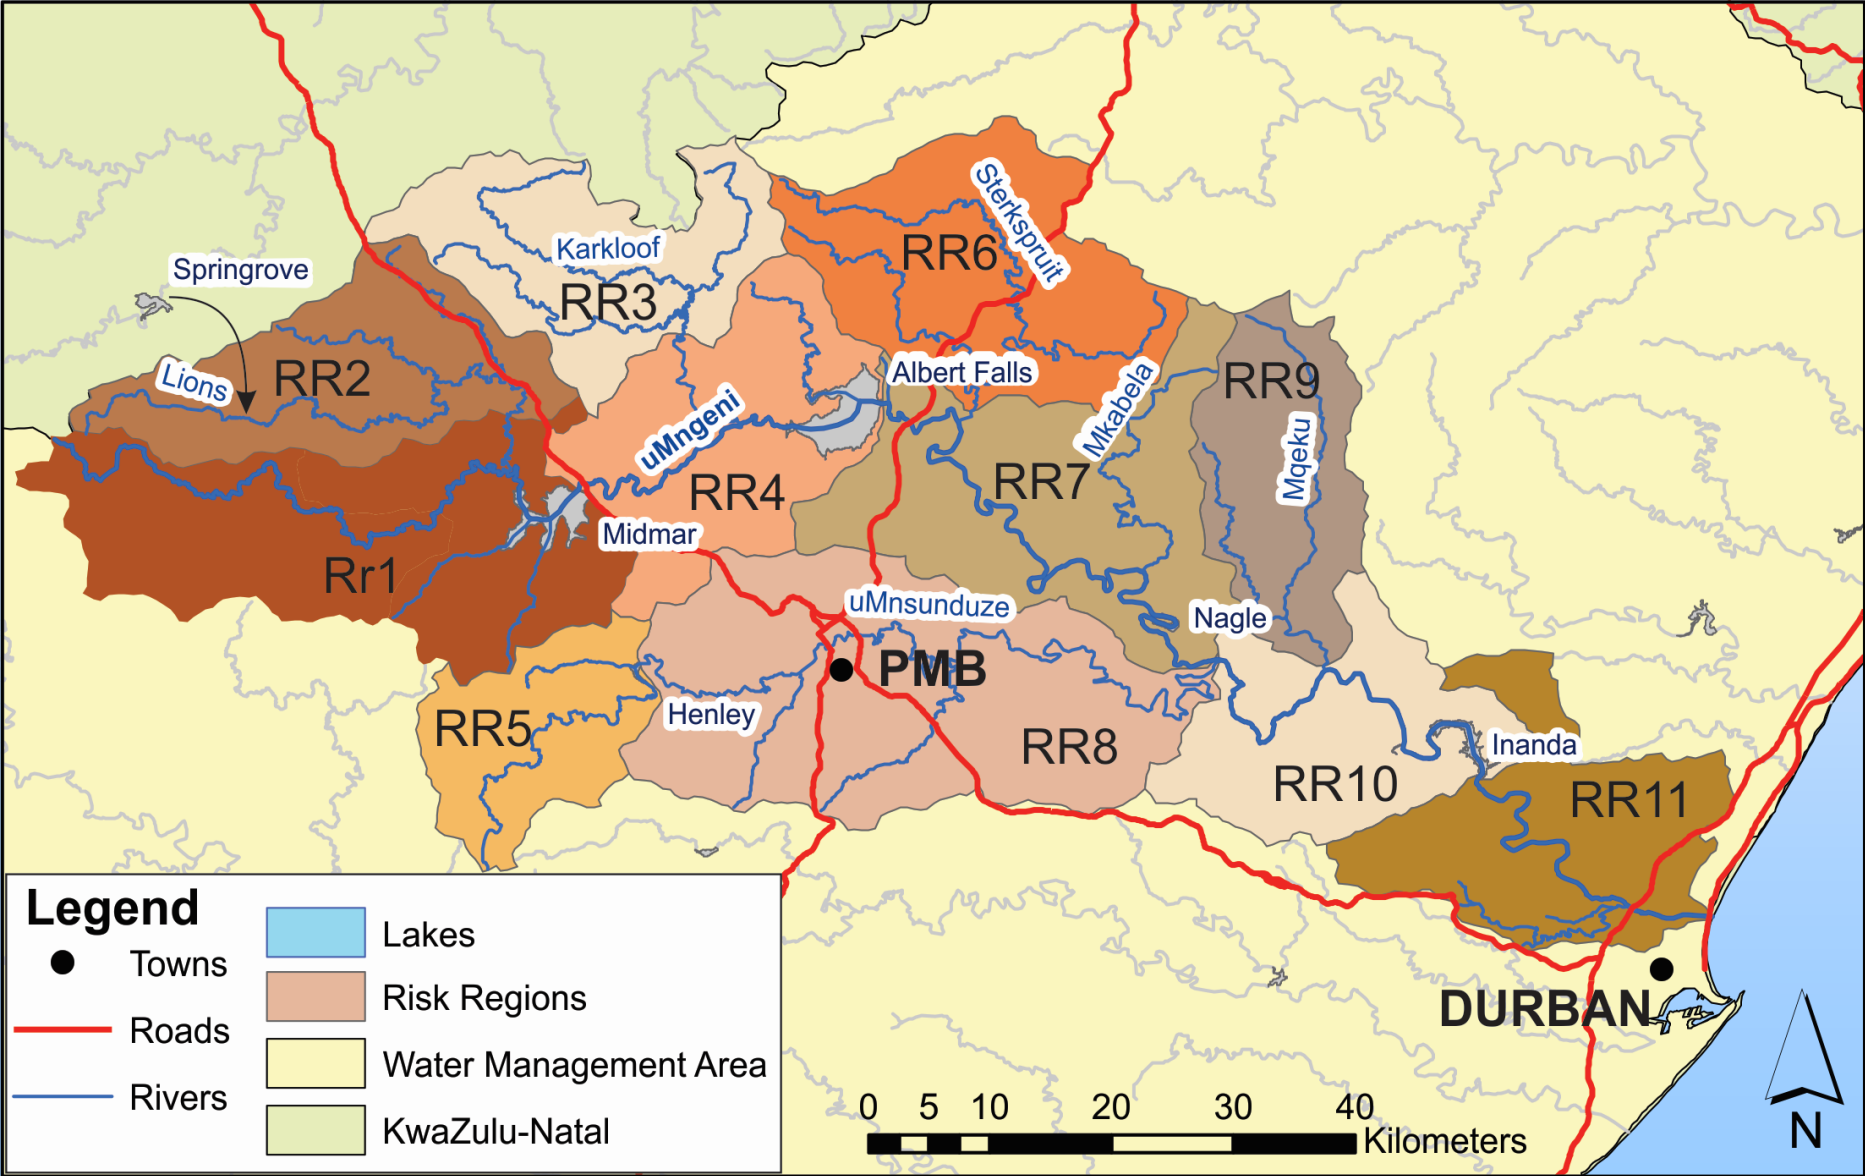 Sterkspruit
Karkloof
RR6
Springrove
RR3
Lions
RR2
Albert Falls
RR9
Mkabela
uMngeni
Mqeku
RR4
RR7
Midmar
Rr1
uMnsunduze
Nagle
PMB
Henley
RR5
RR8
Inanda
RR10
RR11
DURBAN
Legend
Towns
Roads
Rivers
Lakes
Risk Regions
Water Management Area
KwaZulu-Natal
0 5 10 20 30 40
Kilometers
N